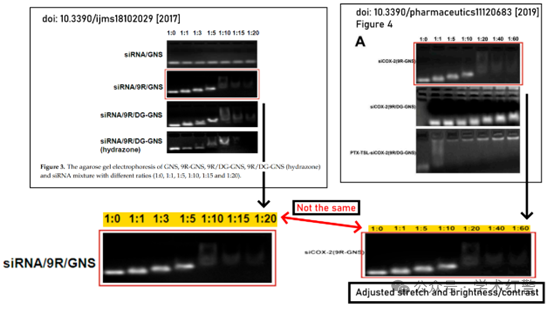 doi: 10.3390/ijms18102029 [2017]
1:0 1:1 1:3 1:5 1:10 1:15 1:20
siRNA/GNS
siRNA/9R/GNS
siRNA/9R/DG-GNS
siRNA/9R/DG-GNS
(hydrazone)
Figure 3. The agarose gel electrophoresis of GNS, 9R-GNS, 9R/DG-GNS, 9R/DG-GNS (hydrazone)
and siRNA mixture with different ratios (1:0, 1:1, 1:5, 1:10, 1:15 and 1:20).
doi: 10.3390/pharmaceutics11120683 [2019]
Figure 4
A
1:0 1:1 1:5 1:10 1:20 1:40 1:60
siCOX-2(9R-GNS)
siCOX-2(9R/DG-GNS)
PTX-TSL-siCOX-2(9R/DG-GNS)
Not the same
1:0 1:1 1:3 1:5 1:10 1:15 1:20
siRNA/9R/GNS
1:0 1:1 1:5 1:10 1:20 1:40 1:60
siCOX-2(9R-GNS)
Adjusted stretch and brightness/contrast
公众号 · 学术红警